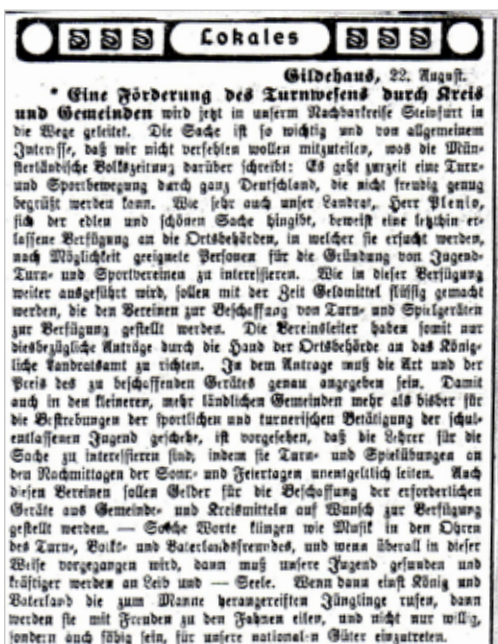 Lokales
Gildehaus, 22. August.
* Eine Förderung des Turnwesens durch Kreis
und Gemeinden wird jetzt in unserm Nachbarkreise Steinfurt in
die Wege geleitet. Die Sache ist so wichtig und von allgemeinem
Interesse, daß wir nicht verfehlen wollen mitzuteilen, was die Mün-
sterländische Volkszeitung darüber schreibt: Es geht zurzeit eine Turn-
und Sportbewegung durch ganz Deutschland, die nicht freudig genug
begrüßt werden kann. Wie sehr auch unser Landrat, Herr Plenio,
sich der edlen und schönen Sache hingibt, beweist eine letzthin er-
lassene Verfügung an die Ortsbehörden, in welcher sie ersucht werden,
nach Möglichkeit geeignete Personen für die Gründung von Jugend-
Turn- und Sportvereinen zu interessieren. Wie in dieser Verfügung
weiter ausgeführt wird, sollen mit der Zeit Geldmittel flüssig gemacht
werden, die den Vereinen zur Beschaffung von Turn- und Spielgeräten
zur Verfügung gestellt werden. Die Vereinsleiter haben somit nur
diesbezügliche Anträge durch die Hand der Ortsbehörde an das König-
liche Landratsamt zu richten. In dem Antrage muß die Art und der
Preis des zu beschaffenden Gerätes genau angegeben sein. Damit
auch in den kleineren, mehr ländlichen Gemeinden mehr als bisher für
die Bestrebungen der sportlichen und turnerischen Betätigung der schul-
entlassenen Jugend geschehe, ist vorgesehen, daß die Lehrer für die
Sache zu interessieren sind, indem sie Turn- und Spielübungen an
den Nachmittagen der Sonn- und Feiertagen unentgeltlich leiten. Auch
diesen Vereinen sollen Gelder für die Beschaffung der erforderlichen
Geräte aus Gemeinde- und Kreismitteln auf Wunsch zur Verfügung
gestellt werden. — Solche Worte klingen wie Musik in den Ohren
des Turn-, Volks- und Vaterlandsfreundes, und wenn überall in dieser
Weise vorgegangen wird, dann muß unsere Jugend gesunden und
kräftiger werden an Leib und — Seele. Wenn dann einst König und
Vaterland die zum Manne herangereiften Jünglinge rufen, dann
werden sie mit Freuden zu den Fahnen eilen, und nicht nur willig,
sondern auch fähig sein, für unsere nationalen Güter einzutreten.